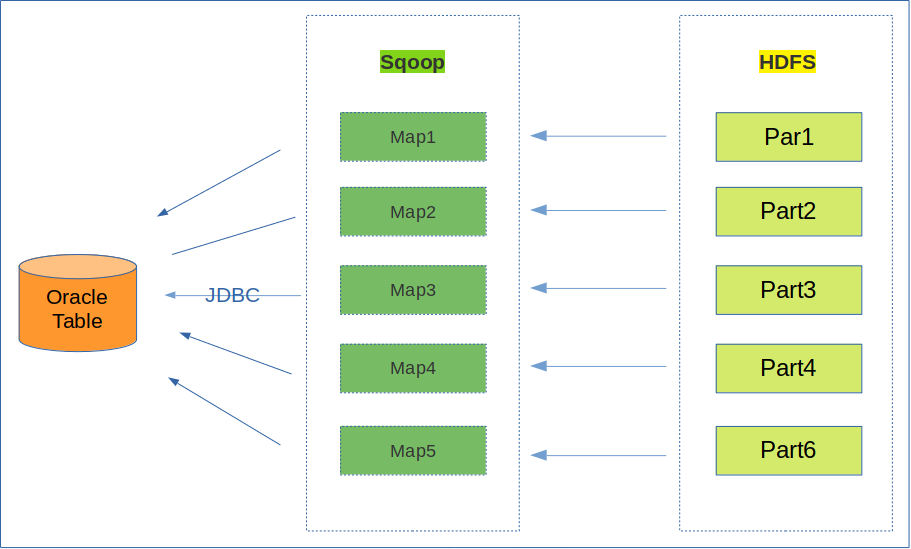 Sqoop
HDFS
Map1
Par1
Map2
Part2
Oracle
Table
JDBC
Map3
Part3
Map4
Part4
Map5
Part6